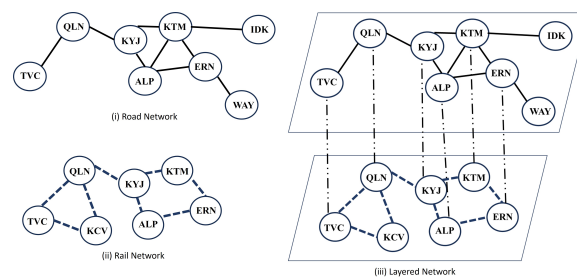 QLN
KYJ
KTM
IDK
TVC
ALP
ERN
WAY
(i) Road Network
QLN
KYJ
KTM
TVC
KCV
ALP
ERN
(ii) Rail Network
QLN
KYJ
KTM
IDK
TVC
ALP
ERN
WAY
QLN
KYJ
KTM
TVC
KCV
ALP
ERN
(iii) Layered Network